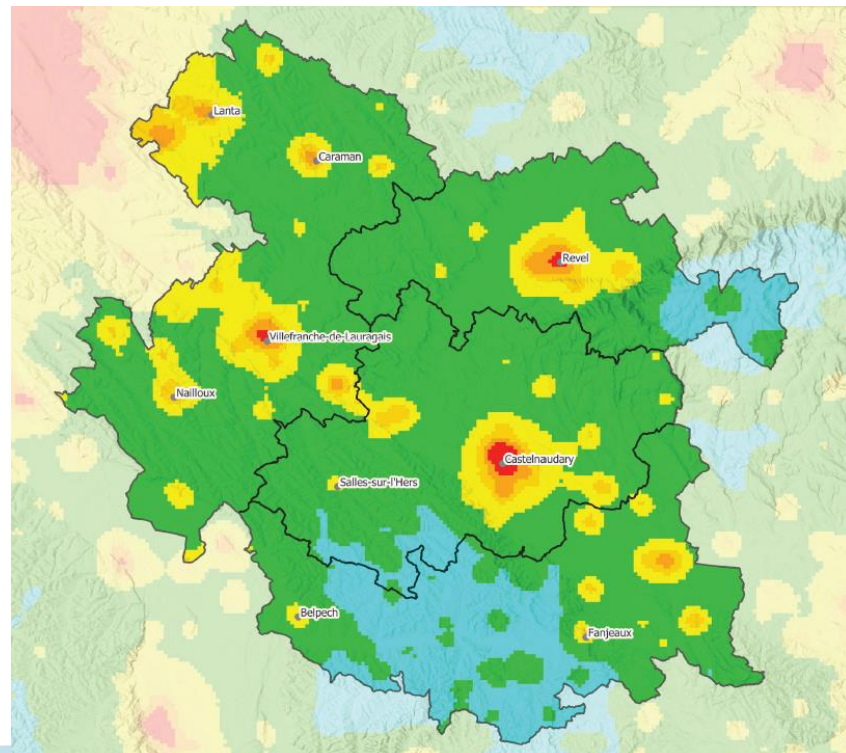 Lanta
Caraman
Revel
Villefranche-de-Lauragais
Nailloux
Castelnaudary
Salles-sur-l'Hers
Belpech
Fanjeaux